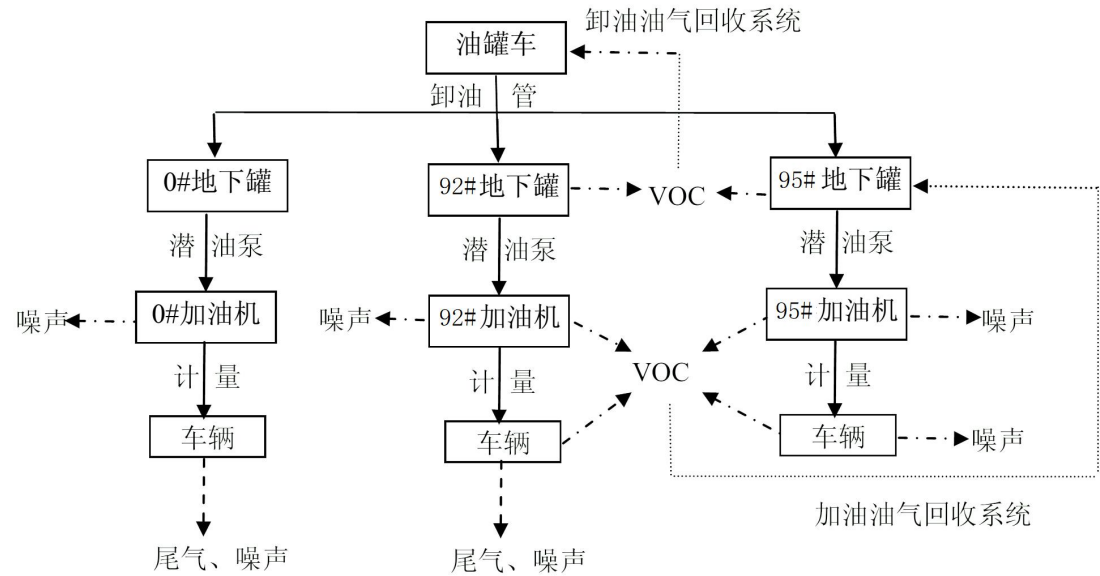 卸油油气回收系统
油罐车
卸油 管
0#地下罐
92#地下罐
VOC
95#地下罐
潜 油泵
潜 油泵
潜 油泵
噪声
0#加油机
噪声
92#加油机
95#加油机
噪声
VOC
计 量
计 量
计 量
车辆
车辆
车辆
噪声
加油油气回收系统
尾气、噪声
尾气、噪声